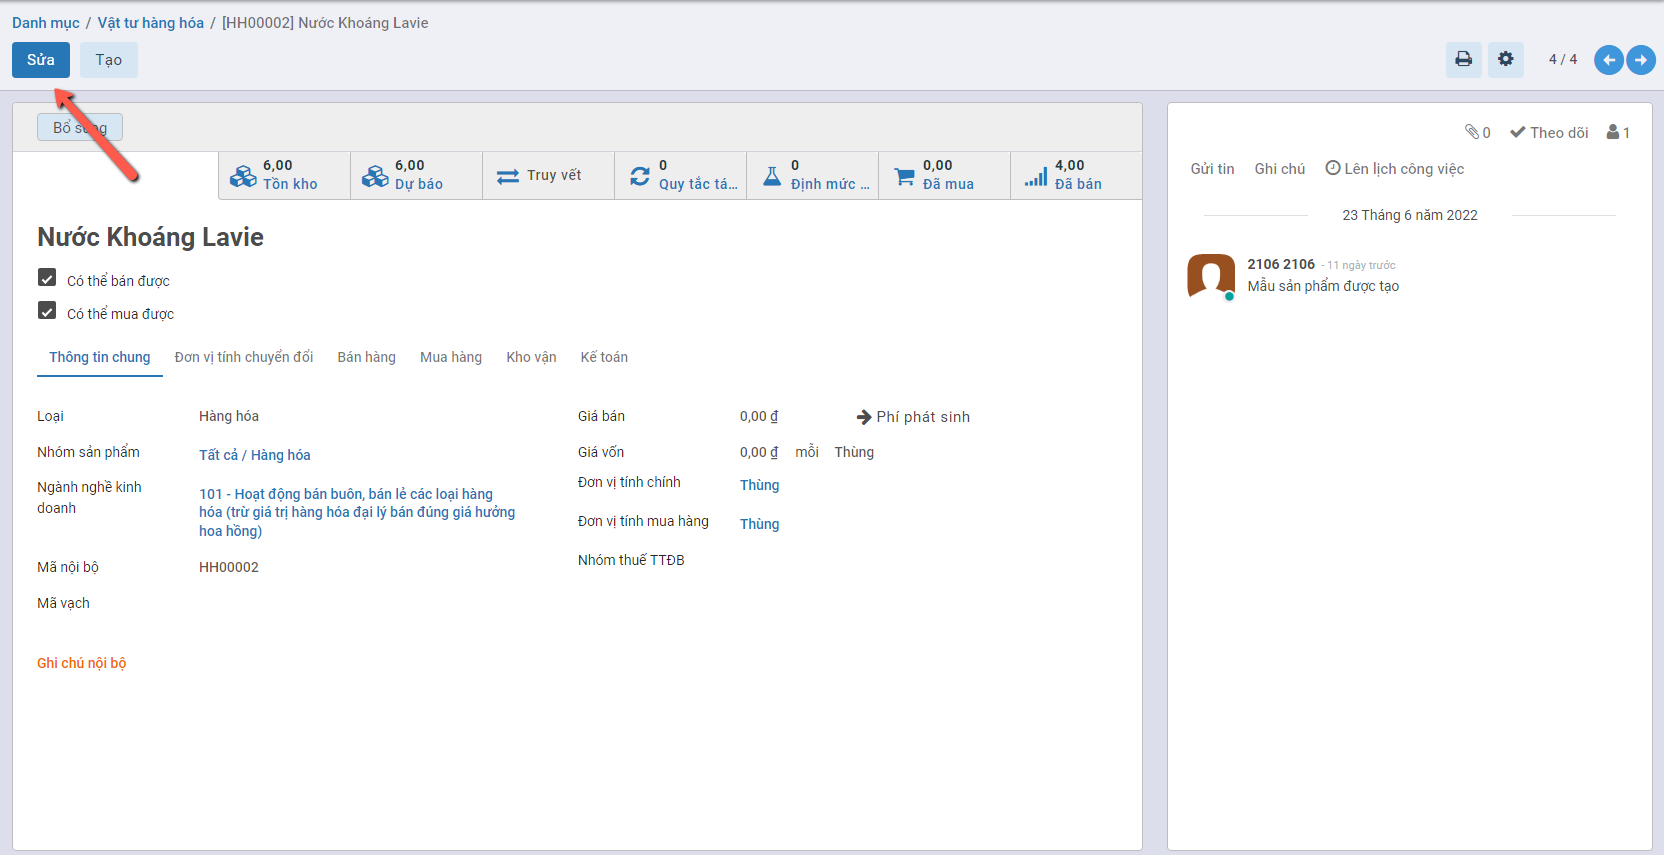 Danh mục / Vật tư hàng hóa / [HH00002] Nước Khoáng Lavie
Sửa
Tạo
4 / 4
Bổ sung
6,00
Tồn kho
6,00
Dự báo
Truy vết
0
Quy tắc tá...
0
Định mức ...
0,00
Đã mua
4,00
Đã bán
Nước Khoáng Lavie
Có thể bán được
Có thể mua được
Thông tin chung Đơn vị tính chuyển đổi Bán hàng Mua hàng Kho vận Kế toán
Loại Hàng hóa
Nhóm sản phẩm Tất cả / Hàng hóa
Ngành nghề kinh
doanh
101 - Hoạt động bán buôn, bán lẻ các loại hàng
hóa (trừ giá trị hàng hóa đại lý bán đúng giá hưởng
hoa hồng)
Mã nội bộ HH00002
Mã vạch
Giá bán 0,00 ₫ Phí phát sinh
Giá vốn 0,00 ₫ mỗi Thùng
Đơn vị tính chính Thùng
Đơn vị tính mua hàng Thùng
Nhóm thuế TTĐB
Ghi chú nội bộ
0 Theo dõi 1
Gửi tin Ghi chú Lên lịch công việc
23 Tháng 6 năm 2022
2106 2106 - 11 ngày trước
Mẫu sản phẩm được tạo